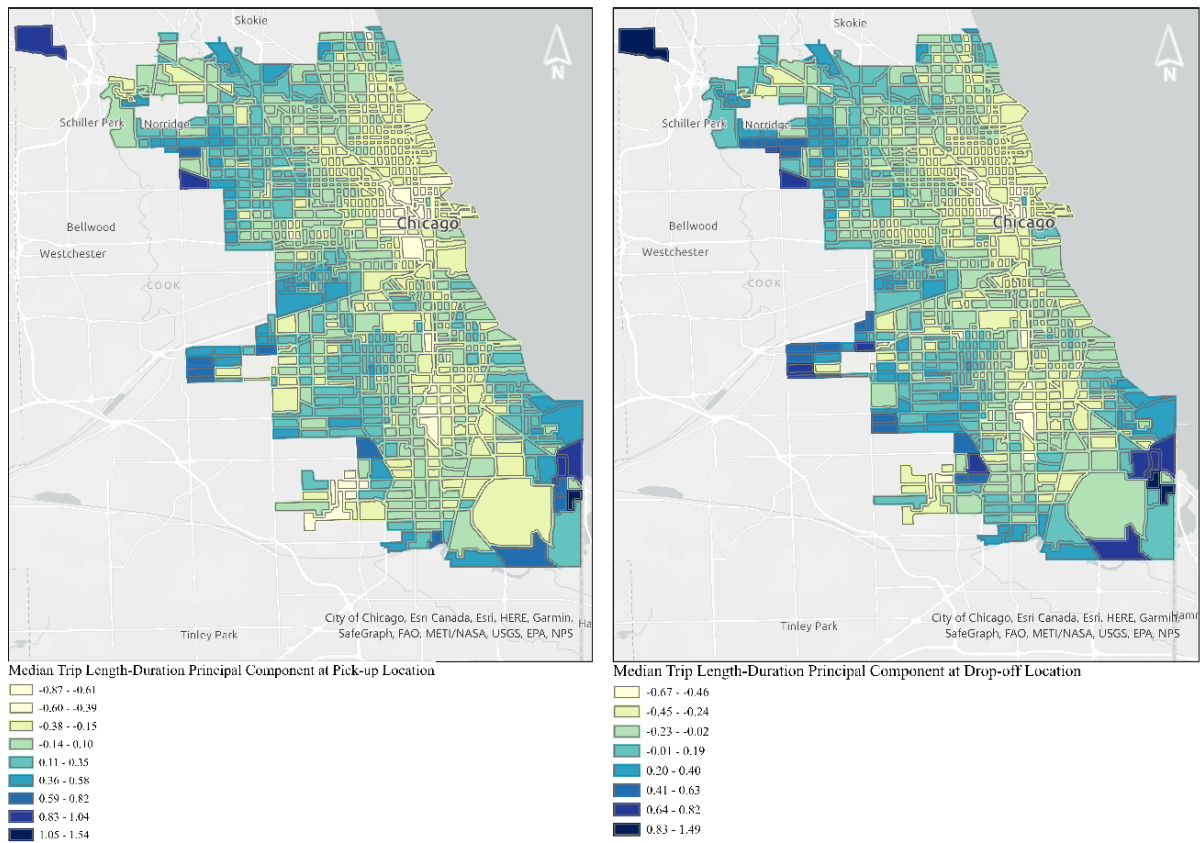 Skokie
N
Schiller Park
Norridge
Bellwood
Chicago
Westchester
COOK
City of Chicago, Esri Canada, Esri, HERE, Garmin,
SafeGraph, FAO, METI/NASA, USGS, EPA, NPS
Ha
Tinley Park
Median Trip Length-Duration Principal Component at Pick-up Location
-0.87 - -0.61
-0.60 - -0.39
-0.38 - -0.15
-0.14 - 0.10
0.11 - 0.35
0.36 - 0.58
0.59 - 0.82
0.83 - 1.04
1.05 - 1.54
Skokie
N
Schiller Park
Norridge
Bellwood
Chicago
Westchester
COOK
City of Chicago, Esri Canada, Esri, HERE, Garmin,
SafeGraph, FAO, METI/NASA, USGS, EPA, NPS
Hamm
Tinley Park
Median Trip Length-Duration Principal Component at Drop-off Location
-0.67 - -0.46
-0.45 - -0.24
-0.23 - -0.02
-0.01 - 0.19
0.20 - 0.40
0.41 - 0.63
0.64 - 0.82
0.83 - 1.49